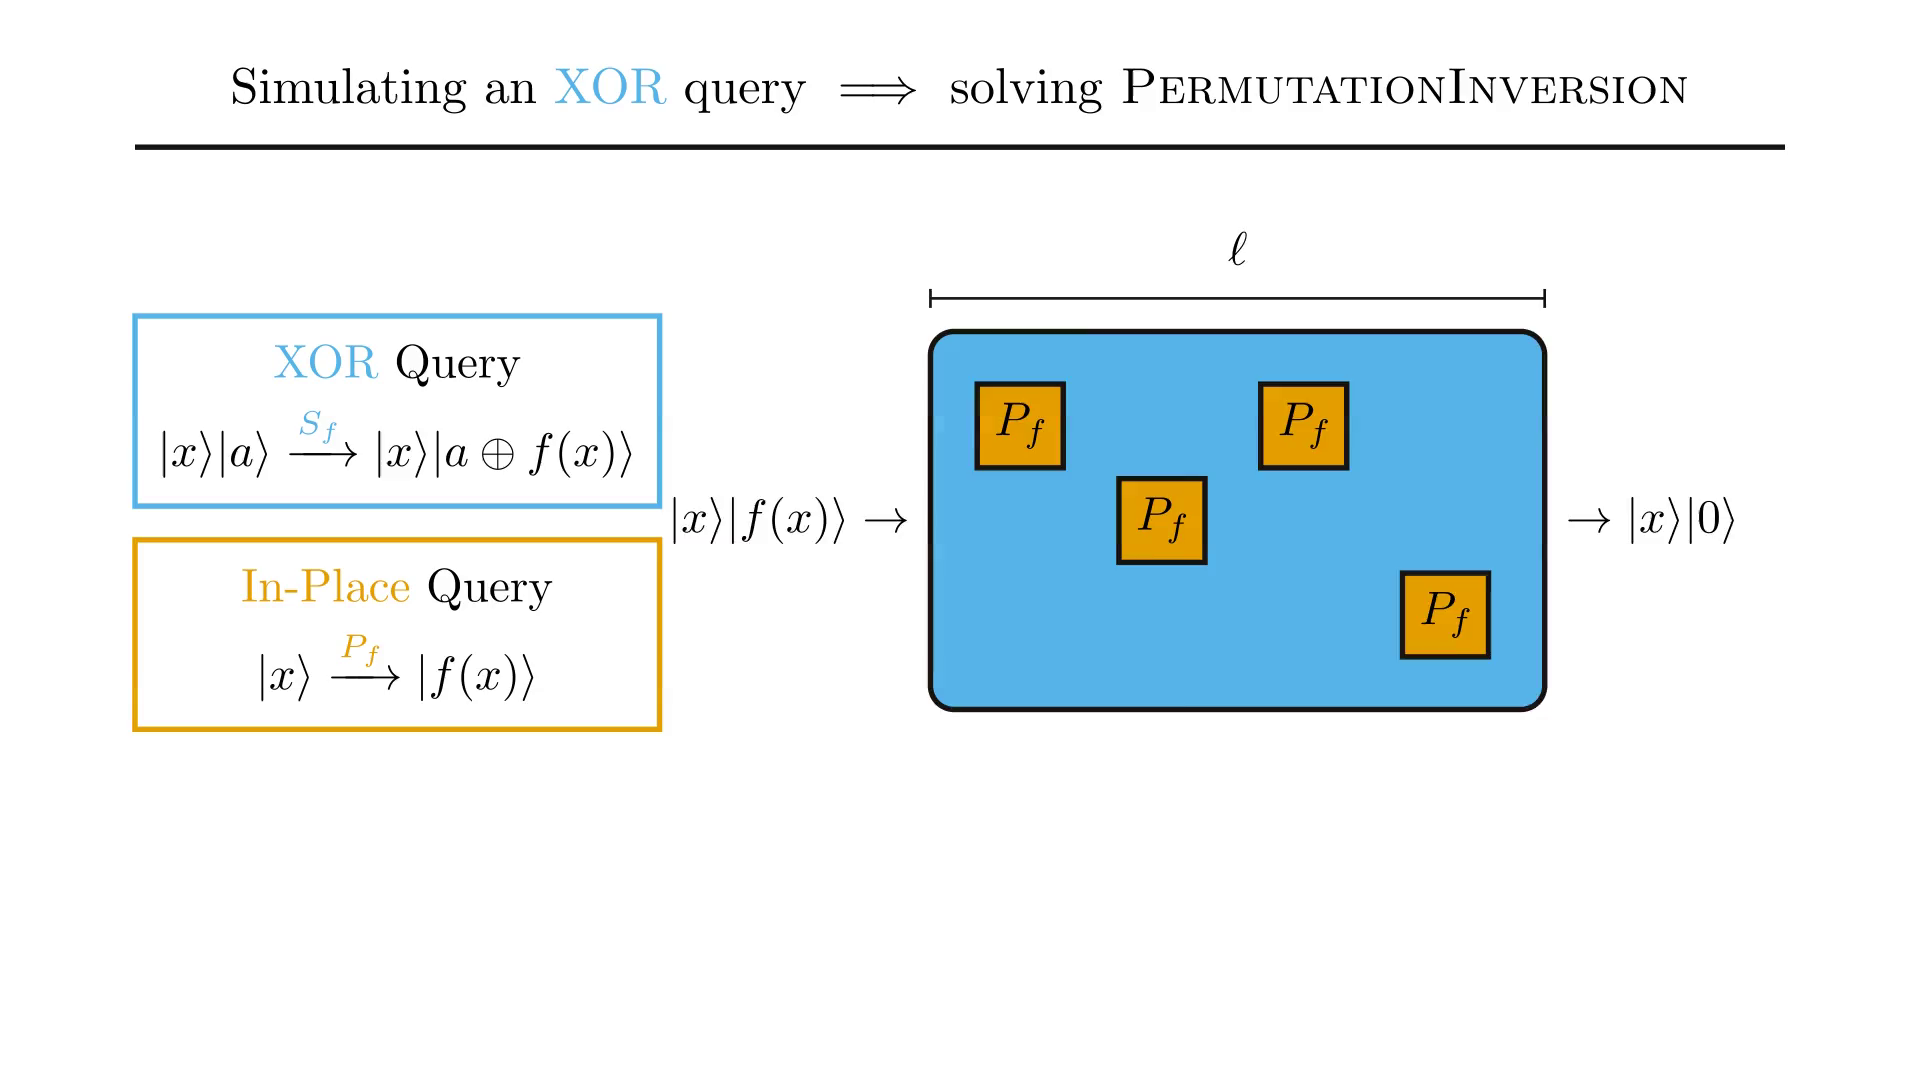 Simulating an XOR query ⟹ solving PERMUTATIONINVERSION
ℓ
XOR Query
|x⟩|a⟩ —S_f→ |x⟩|a ⊕ f(x)⟩
In-Place Query
|x⟩ —P_f→ |f(x)⟩
|x⟩|f(x)⟩ →
P_f
P_f
P_f
P_f
→ |x⟩|0⟩